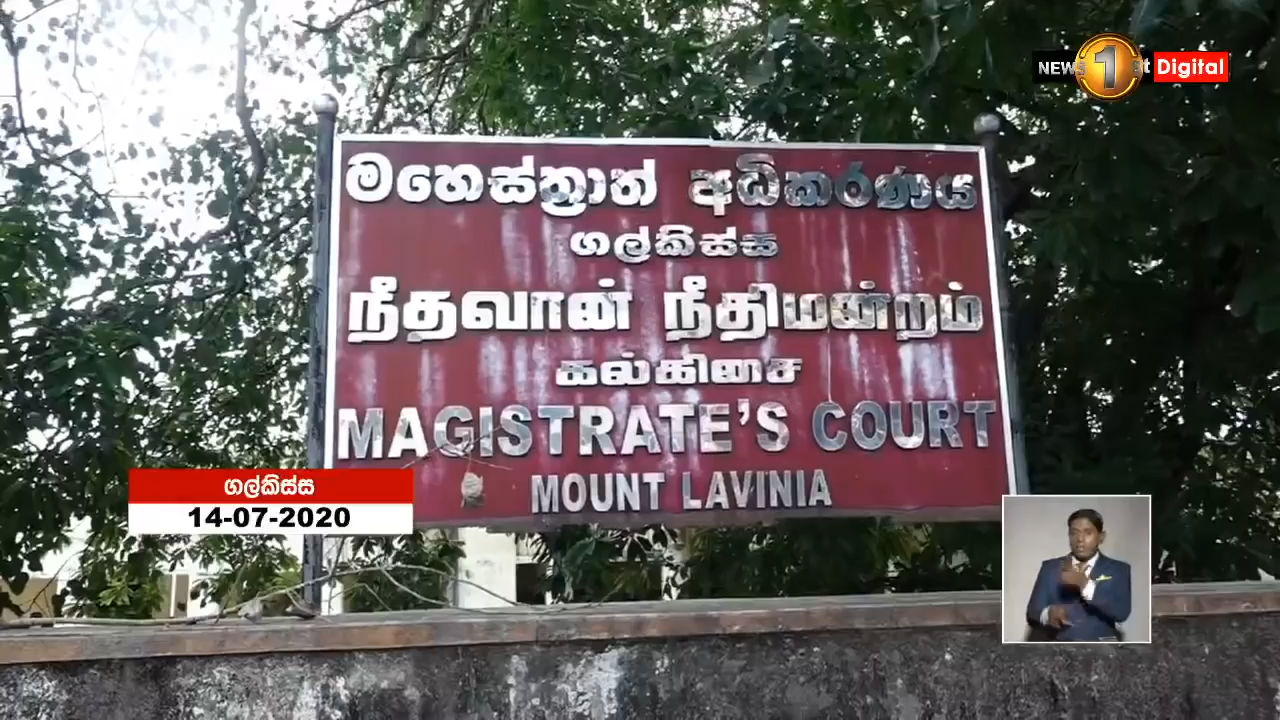 NEWS 1st Digital
මහෙස්ත්‍රාත් අධිකරණය
ගල්කිස්ස
நீதவான் நீதிமன்றம்
கல்கிசை
MAGISTRATE'S COURT
MOUNT LAVINIA
ගල්කිස්ස
14-07-2020